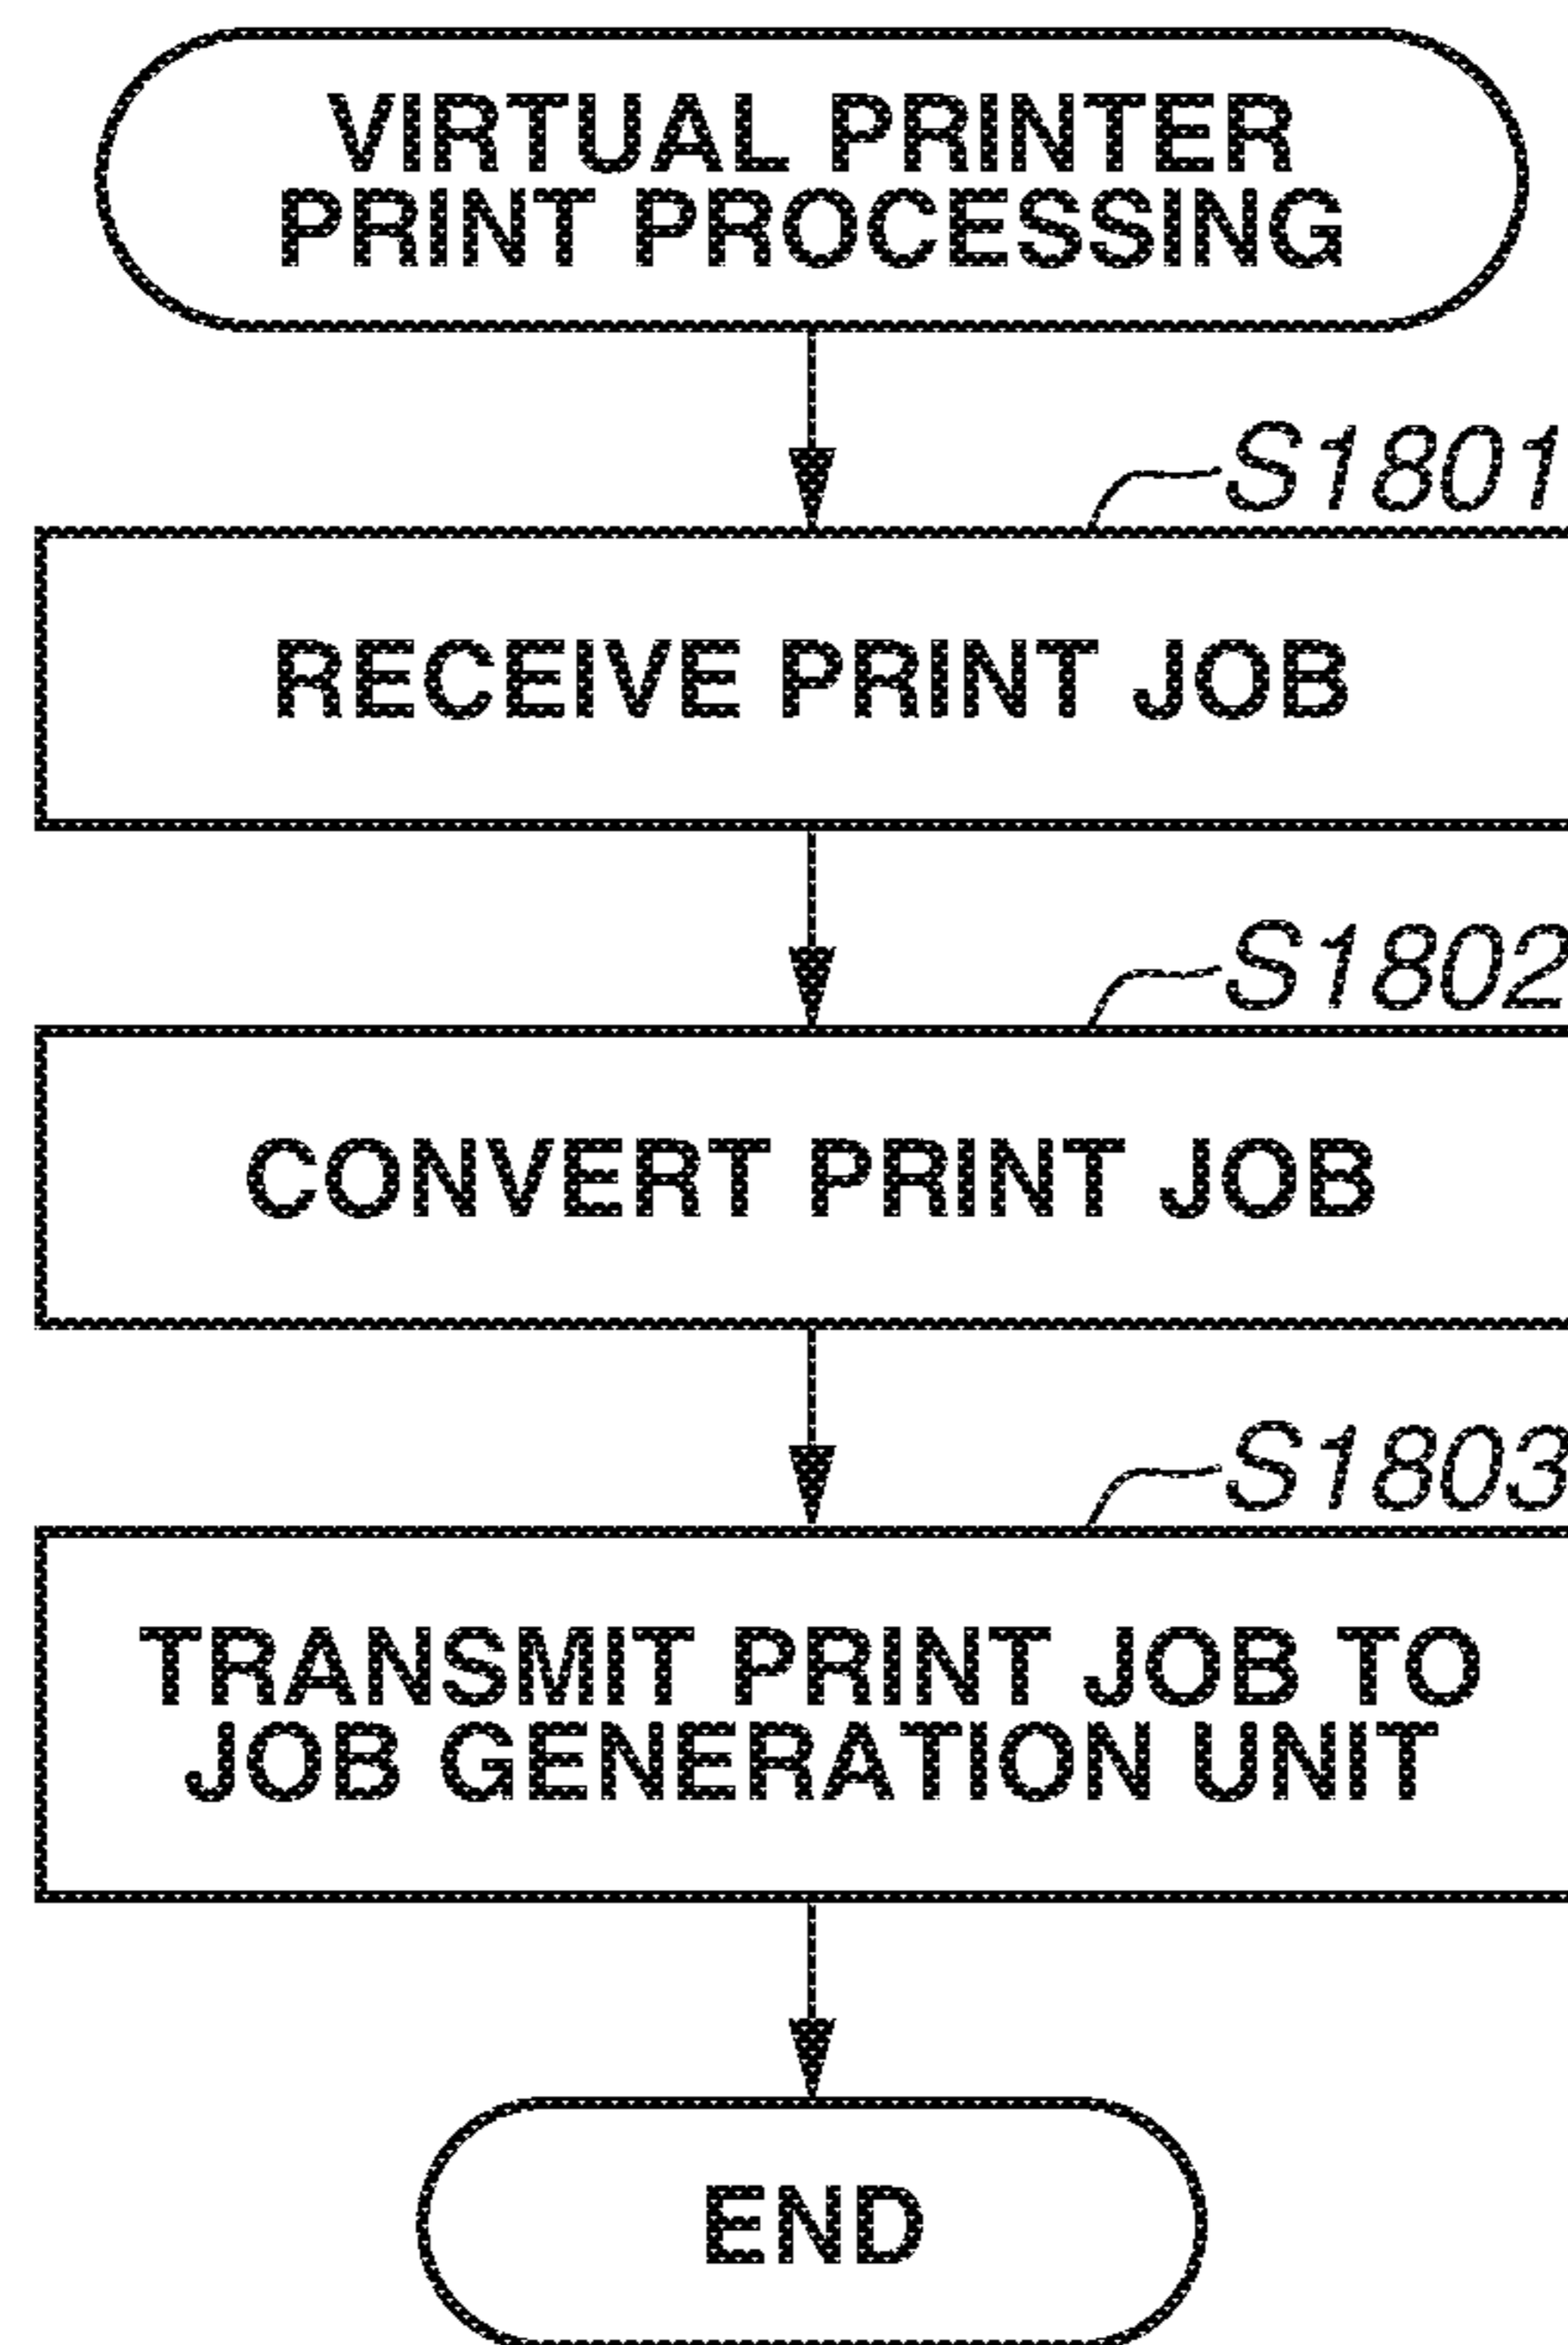 VIRTUAL PRINTER
PRINT PROCESSING
S1801
RECEIVE PRINT JOB
S1802
CONVERT PRINT JOB
S1803
TRANSMIT PRINT JOB TO
JOB GENERATION UNIT
END